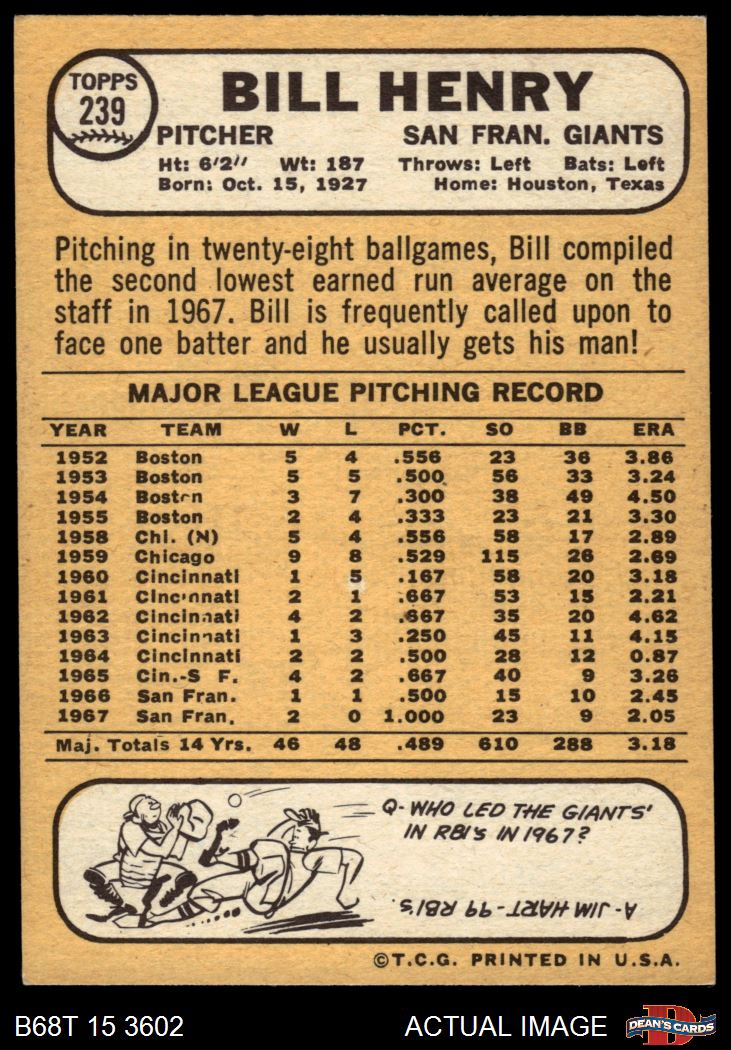 TOPPS
239
BILL HENRY
PITCHER SAN FRAN. GIANTS
Ht: 6'2" Wt: 187 Throws: Left Bats: Left
Born: Oct. 15, 1927 Home: Houston, Texas
Pitching in twenty-eight ballgames, Bill compiled
the second lowest earned run average on the
staff in 1967. Bill is frequently called upon to
face one batter and he usually gets his man!
MAJOR LEAGUE PITCHING RECORD
YEAR TEAM W L PCT. SO BB ERA
1952 Boston 5 4 .556 23 36 3.86
1953 Boston 5 5 .500 56 33 3.24
1954 Boston 3 7 .300 38 49 4.50
1955 Boston 2 4 .333 23 21 3.30
1958 Chi. (N) 5 4 .556 58 17 2.89
1959 Chicago 9 8 .529 115 26 2.69
1960 Cincinnati 1 5 .167 58 20 3.18
1961 Cincinnati 2 1 .667 53 15 2.21
1962 Cincinnati 4 2 .667 35 20 4.62
1963 Cincinnati 1 3 .250 45 11 4.15
1964 Cincinnati 2 2 .500 28 12 0.87
1965 Cin.-S F. 4 2 .667 40 9 3.26
1966 San Fran. 1 1 .500 15 10 2.45
1967 San Fran. 2 0 1.000 23 9 2.05
Maj. Totals 14 Yrs. 46 48 .489 610 288 3.18
Q-WHO LED THE GIANTS'
IN RBI's IN 1967?
A-JIM HART-99 RBI's.
©T.C.G. PRINTED IN U.S.A.
B68T 15 3602 ACTUAL IMAGE DEAN'S CARDS